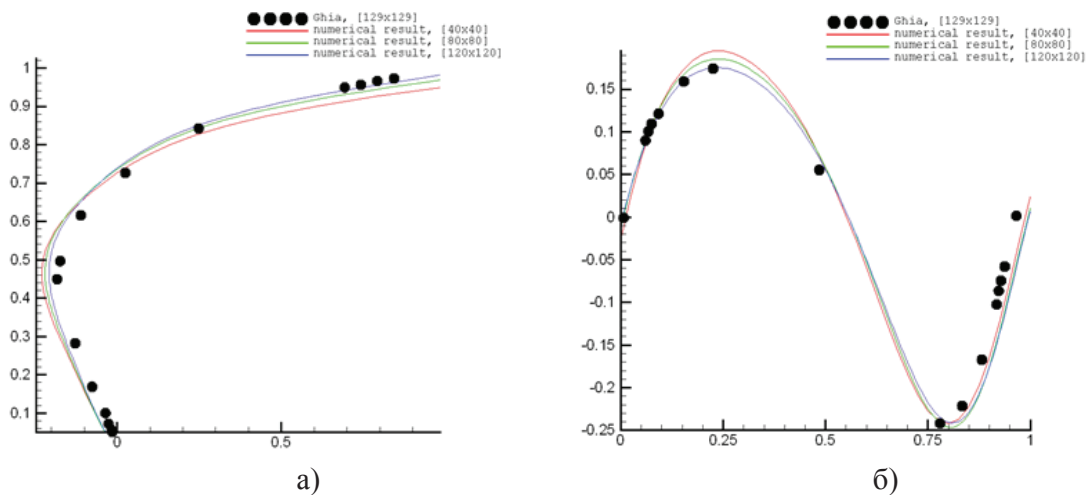 Ghia, [129x129]
numerical result, [40x40]
numerical result, [80x80]
numerical result, [120x120]
1
0.9
0.8
0.7
0.6
0.5
0.4
0.3
0.2
0.1
0
0.5
а)
Ghia, [129x129]
numerical result, [40x40]
numerical result, [80x80]
numerical result, [120x120]
0.15
0.1
0.05
0
-0.05
-0.1
-0.15
-0.2
-0.25
0
0.25
0.5
0.75
1
б)